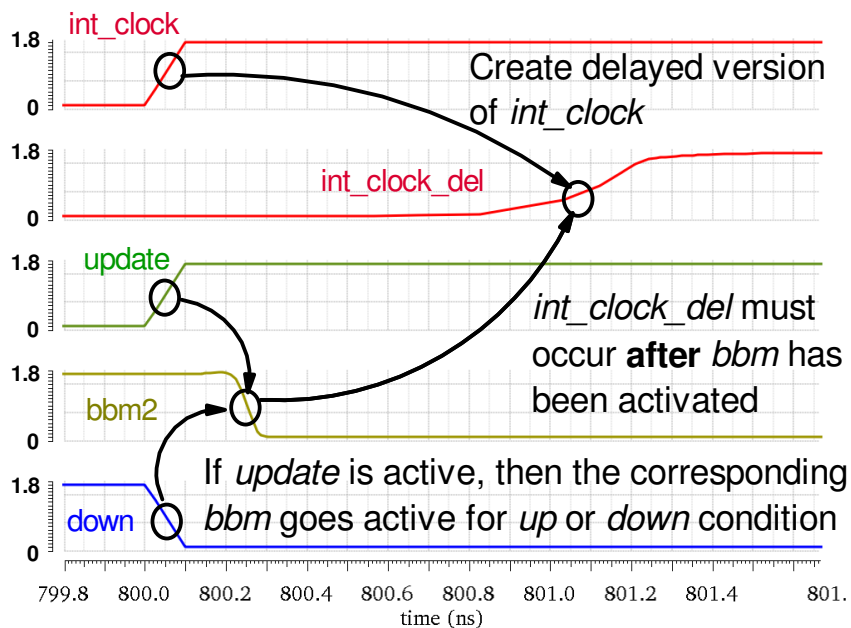 int_clock
1.8
0
Create delayed version
of int_clock
int_clock_del
1.8
0
update
1.8
0
int_clock_del must
occur after bbm has
been activated
1.8
bbm2
0
If update is active, then the corresponding
bbm goes active for up or down condition
1.8
down
0
799.8 800.0 800.2 800.4 800.6 800.8 801.0 801.2 801.4 801.
time (ns)